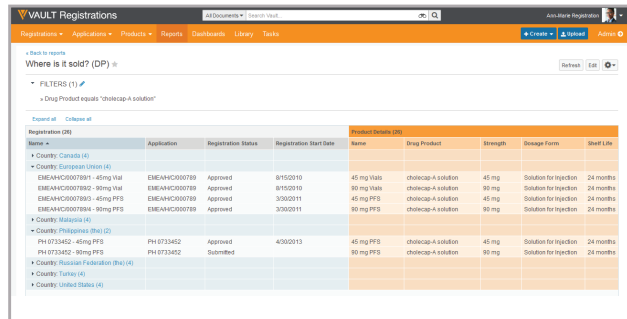 VAULT Registrations
All Documents Search Vault...
Ann-Marie Registration
Registrations Applications Products Reports Dashboards Library Tasks
+ Create Upload Admin
« Back to reports
Where is it sold? (DP)
Refresh Edit
FILTERS (1)
» Drug Product equals "cholecap-A solution"
Expand all Collapse all
Registration (26) Product Details (26)
Name Application Registration Status Registration Start Date Name Drug Product Strength Dosage Form Shelf Life
Country: Canada (4)
Country: European Union (4)
EMEA/H/C/000789/1 - 45mg Vial EMEA/H/C/000789 Approved 8/15/2010 45 mg Vials cholecap-A solution 45 mg Solution for Injection 24 months
EMEA/H/C/000789/2 - 90mg Vial EMEA/H/C/000789 Approved 8/15/2010 90 mg Vials cholecap-A solution 90 mg Solution for Injection 24 months
EMEA/H/C/000789/3 - 45mg PFS EMEA/H/C/000789 Approved 3/30/2011 45 mg PFS cholecap-A solution 45 mg Solution for Injection 24 months
EMEA/H/C/000789/4 - 90mg PFS EMEA/H/C/000789 Approved 3/30/2011 90 mg PFS cholecap-A solution 90 mg Solution for Injection 24 months
Country: Malaysia (4)
Country: Philippines (the) (2)
PH 0733452 - 45mg PFS PH 0733452 Approved 4/30/2013 45 mg PFS cholecap-A solution 45 mg Solution for Injection 24 months
PH 0733452 - 90mg PFS PH 0733452 Submitted 90 mg PFS cholecap-A solution 90 mg Solution for Injection 24 months
Country: Russian Federation (the) (4)
Country: Turkey (4)
Country: United States (4)